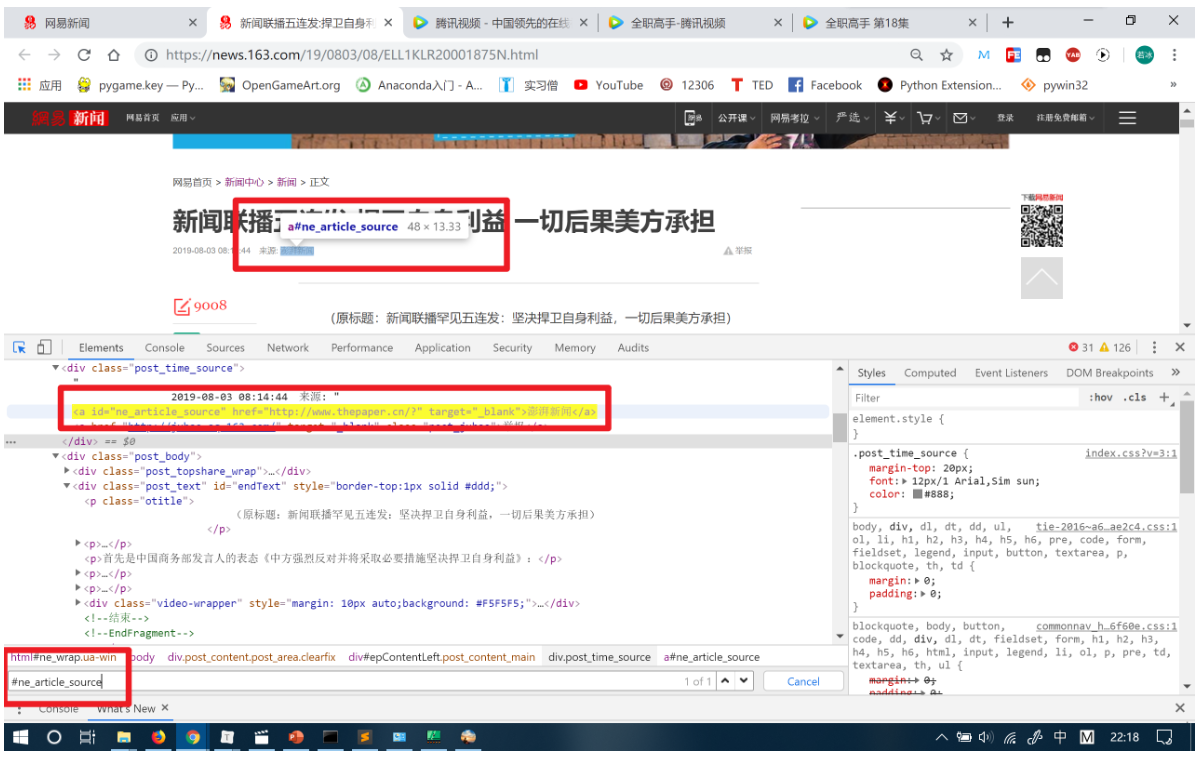 网易新闻 × 新闻联播五连发:捍卫自身利 × 腾讯视频 - 中国领先的在线 × 全职高手-腾讯视频 × 全职高手 第18集 × +
https://news.163.com/19/0803/08/ELL1KLR20001875N.html
应用 pygame.key — Py... OpenGameArt.org Anaconda入门 - A... 实习僧 YouTube 12306 TED Facebook Python Extension... pywin32 »
網易 新闻 网易首页 应用 公开课 网易考拉 严选 登录 注册免费邮箱
网易首页 > 新闻中心 > 新闻 > 正文
下载网易新闻
新闻联播五连发 捍卫自身利益 一切后果美方承担
a#ne_article_source 48 × 13.33
2019-08-03 08:14:44 来源: 澎湃新闻 举报
9008
(原标题：新闻联播罕见五连发：坚决捍卫自身利益，一切后果美方承担)
Elements Console Sources Network Performance Application Security Memory Audits 31 126
▼<div class="post_time_source">
"
2019-08-03 08:14:44 来源: "
<a id="ne_article_source" href="http://www.thepaper.cn/?" target="_blank">澎湃新闻</a>
<a href="http://jubao.aq.163.com/" target="_blank" class="post_jubao">举报</a>
</div> == $0
▼<div class="post_body">
▶<div class="post_topshare_wrap">…</div>
▼<div class="post_text" id="endText" style="border-top:1px solid #ddd;">
<p class="otitle">
(原标题：新闻联播罕见五连发：坚决捍卫自身利益，一切后果美方承担)
</p>
▶<p>…</p>
<p>首先是中国商务部发言人的表态《中方强烈反对并将采取必要措施坚决捍卫自身利益》：</p>
▶<p>…</p>
▶<p>…</p>
▶<div class="video-wrapper" style="margin: 10px auto;background: #F5F5F5;">…</div>
<!--结束-->
<!--EndFragment-->
html#ne_wrap.ua-win body div.post_content.post_area.clearfix div#epContentLeft.post_content_main div.post_time_source a#ne_article_source
#ne_article_source 1 of 1 Cancel
Styles Computed Event Listeners DOM Breakpoints »
Filter :hov .cls +
element.style {
}
.post_time_source { index.css?v=3:1
margin-top: 20px;
font:▶ 12px/1 Arial,Sim sun;
color: #888;
}
body, div, dl, dt, dd, ul, tie-2016~a6…ae2c4.css:1
ol, li, h1, h2, h3, h4, h5, h6, pre, code, form,
fieldset, legend, input, button, textarea, p,
blockquote, th, td {
margin:▶ 0;
padding:▶ 0;
}
blockquote, body, button, commonnav_h…6f60e.css:1
code, dd, div, dl, dt, fieldset, form, h1, h2, h3,
h4, h5, h6, html, input, legend, li, ol, p, pre, td,
textarea, th, ul {
margin:▶ 0;
padding:▶ 0;
Console What's New ×
中 M 22:18